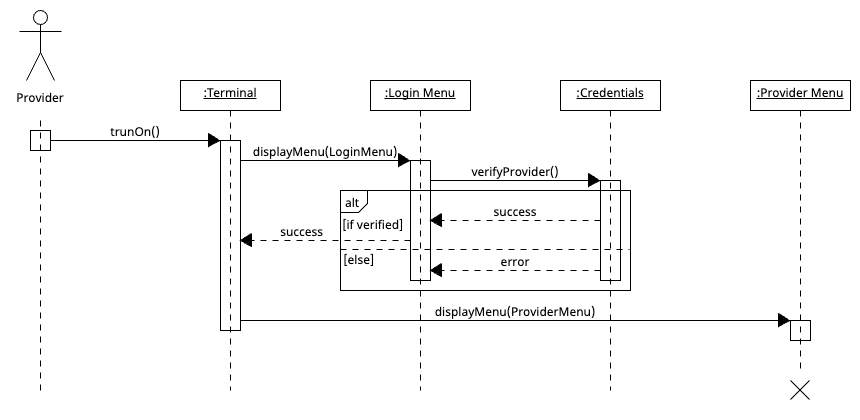 Provider
:Terminal
:Login Menu
:Credentials
:Provider Menu
trunOn()
displayMenu(LoginMenu)
verifyProvider()
alt
success
[if verified]
success
[else]
error
displayMenu(ProviderMenu)